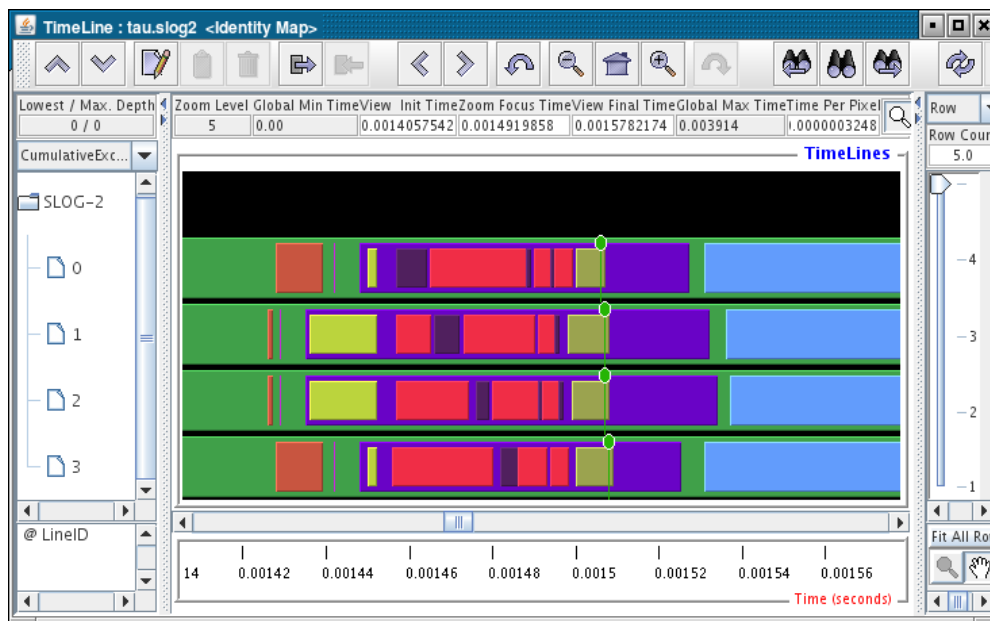 TimeLine : tau.slog2 <Identity Map>
Lowest / Max. Depth Zoom Level Global Min Time View Init Time Zoom Focus Time View Final Time Global Max Time Time Per Pixel Row
0 / 0 5 0.00 0.0014057542 0.0014919858 0.0015782174 0.003914 .0000003248
Row Coun
CumulativeExc... TimeLines 5.0
SLOG-2
0
1
2
3
4
3
2
1
@ LineID Fit All Ro
14 0.00142 0.00144 0.00146 0.00148 0.0015 0.00152 0.00154 0.00156
Time (seconds)